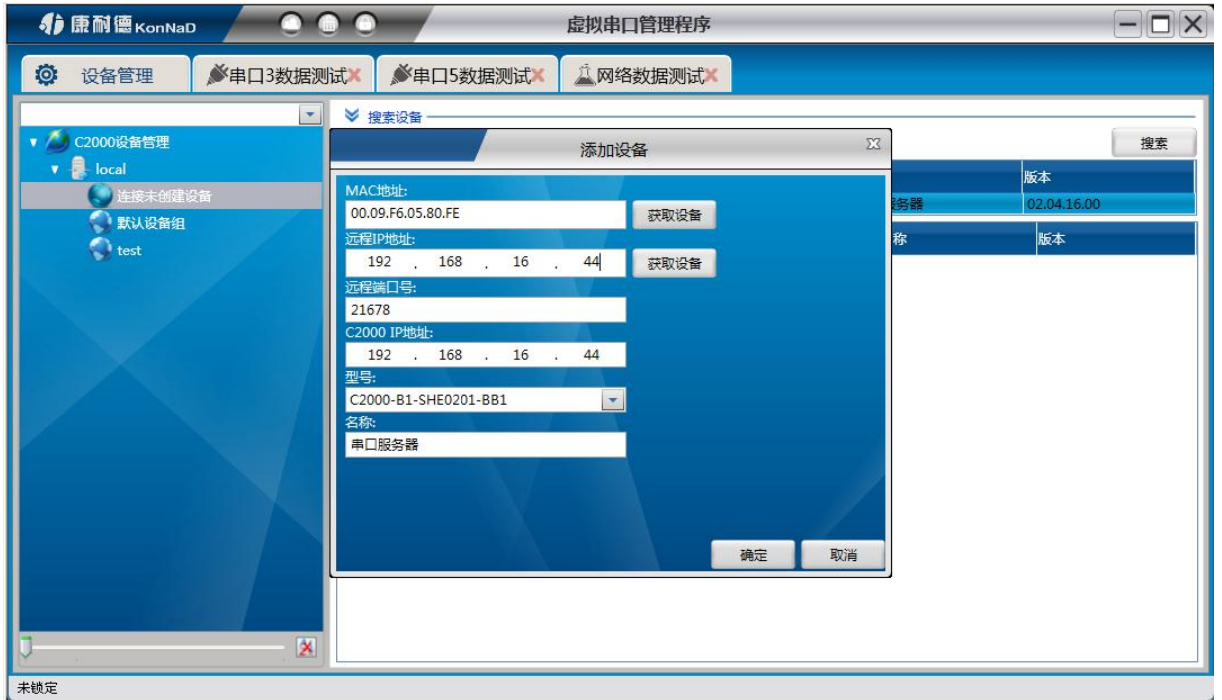 康耐德 KonNaD
虚拟串口管理程序
设备管理
串口3数据测试
串口5数据测试
网络数据测试
C2000设备管理
local
连接未创建设备
默认设备组
test
搜索设备
搜索
版本
务器
02.04.16.00
称
版本
添加设备
MAC地址:
00.09.F6.05.80.FE
获取设备
远程IP地址:
192 . 168 . 16 . 44
获取设备
远程端口号:
21678
C2000 IP地址:
192 . 168 . 16 . 44
型号:
C2000-B1-SHE0201-BB1
名称:
串口服务器
确定
取消
未锁定